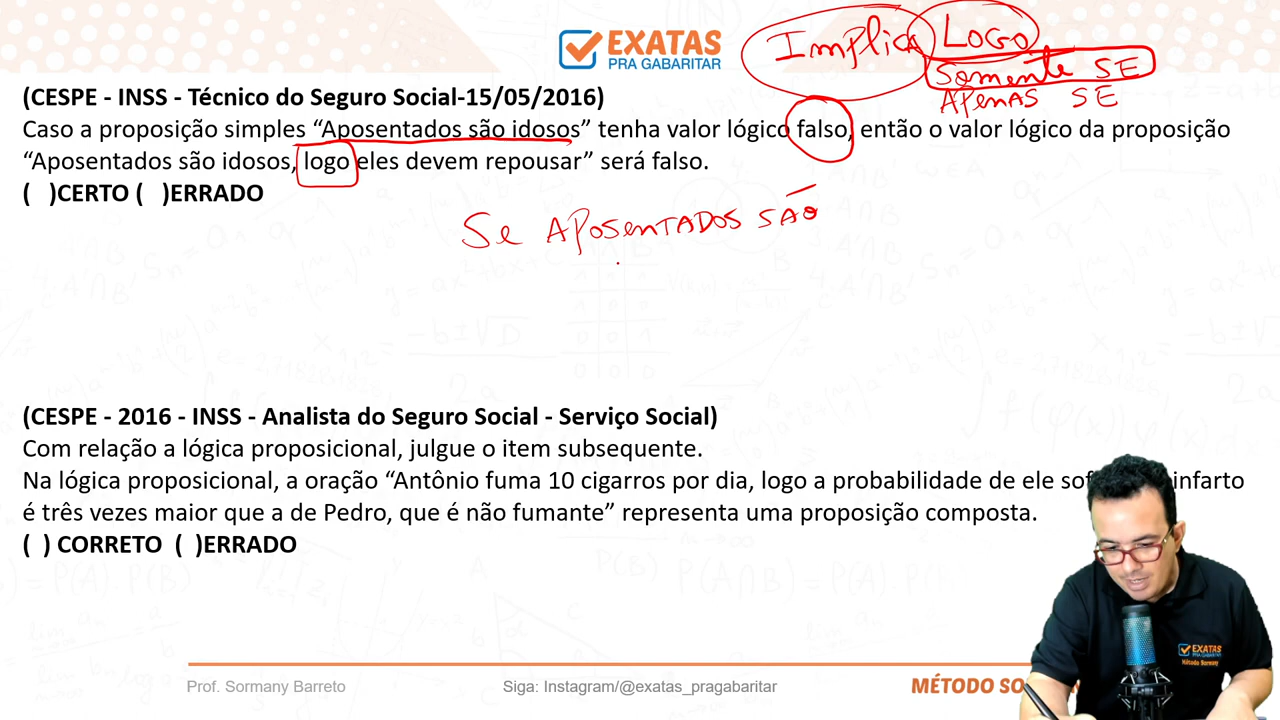 EXATAS
PRA GABARITAR
Implica LOGO
Somente SE
APENAS SE
(CESPE - INSS - Técnico do Seguro Social-15/05/2016)
Caso a proposição simples “Aposentados são idosos” tenha valor lógico falso, então o valor lógico da proposição
“Aposentados são idosos, logo eles devem repousar” será falso.
( )CERTO ( )ERRADO
Se APOSENTADOS SÃO
(CESPE - 2016 - INSS - Analista do Seguro Social - Serviço Social)
Com relação a lógica proposicional, julgue o item subsequente.
Na lógica proposicional, a oração “Antônio fuma 10 cigarros por dia, logo a probabilidade de ele infarto
é três vezes maior que a de Pedro, que é não fumante” representa uma proposição composta.
( ) CORRETO ( )ERRADO
EXATAS
PRA GABARITAR
Método Sormany
Prof. Sormany Barreto
Siga: Instagram/@exatas_pragabaritar
MÉTODO